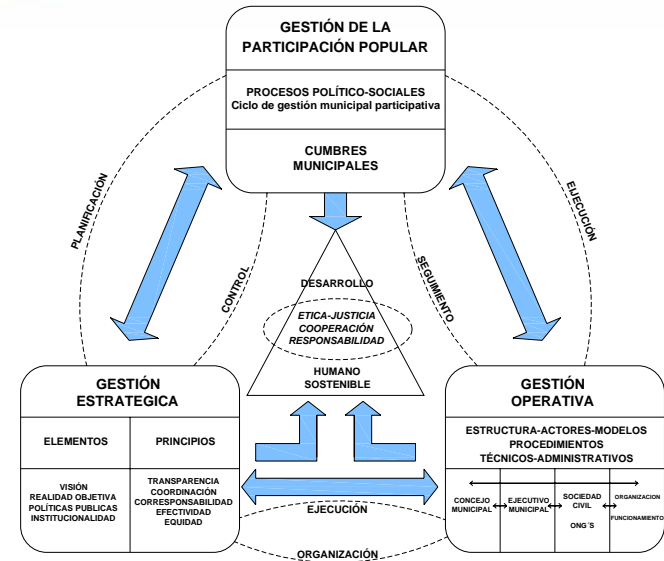 GESTIÓN DE LA
PARTICIPACIÓN POPULAR
PROCESOS POLÍTICO-SOCIALES
Ciclo de gestión municipal participativa
CUMBRES
MUNICIPALES
PLANIFICACIÓN
CONTROL
SEGUIMIENTO
EJECUCIÓN
DESARROLLO
ETICA-JUSTICIA
COOPERACIÓN
RESPONSABILIDAD
HUMANO
SOSTENIBLE
GESTIÓN
ESTRATEGICA
ELEMENTOS
PRINCIPIOS
VISIÓN
REALIDAD OBJETIVA
POLÍTICAS PUBLICAS
INSTITUCIONALIDAD
TRANSPARENCIA
COORDINACIÓN
CORRESPONSABILIDAD
EFECTIVIDAD
EQUIDAD
EJECUCIÓN
ORGANIZACIÓN
GESTIÓN
OPERATIVA
ESTRUCTURA-ACTORES-MODELOS
PROCEDIMIENTOS
TÉCNICOS-ADMINISTRATIVOS
CONCEJO
MUNICIPAL
EJECUTIVO
MUNICIPAL
SOCIEDAD
CIVIL
ONG´S
ORGANIZACION
FUNCIONAMIENTO